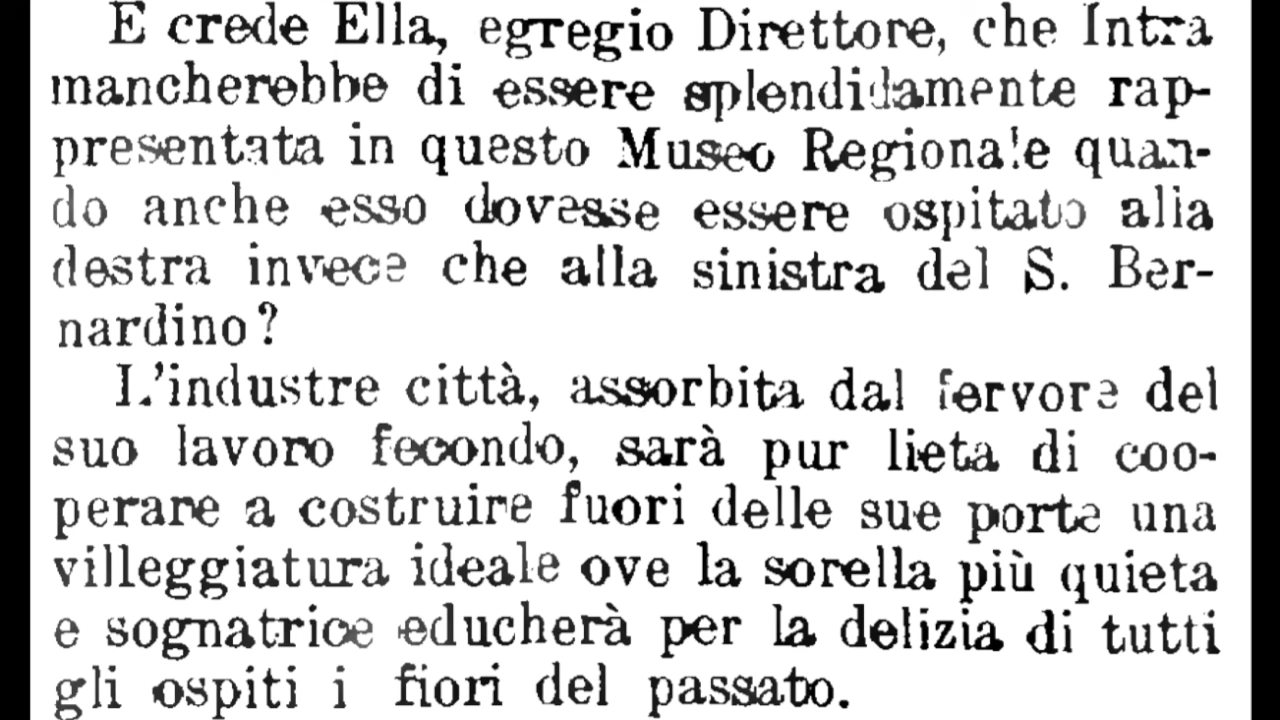 E crede Ella, egregio Direttore, che Intra
mancherebbe di essere splendidamente rap-
presentata in questo Museo Regionale quan-
do anche esso dovesse essere ospitato alla
destra invece che alla sinistra del S. Ber-
nardino?
L'industre città, assorbita dal fervore del
suo lavoro fecondo, sarà pur lieta di coo-
perare a costruire fuori delle sue porte una
villeggiatura ideale ove la sorella più quieta
e sognatrice educherà per la delizia di tutti
gli ospiti i fiori del passato.